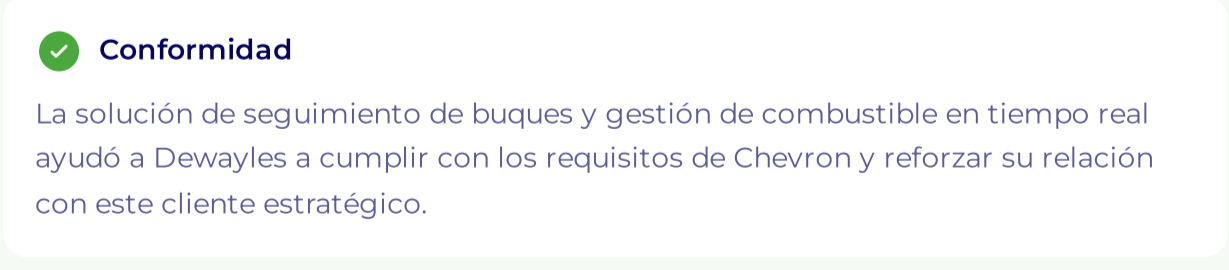 Conformidad
La solución de seguimiento de buques y gestión de combustible en tiempo real
ayudó a Dewayles a cumplir con los requisitos de Chevron y reforzar su relación
con este cliente estratégico.